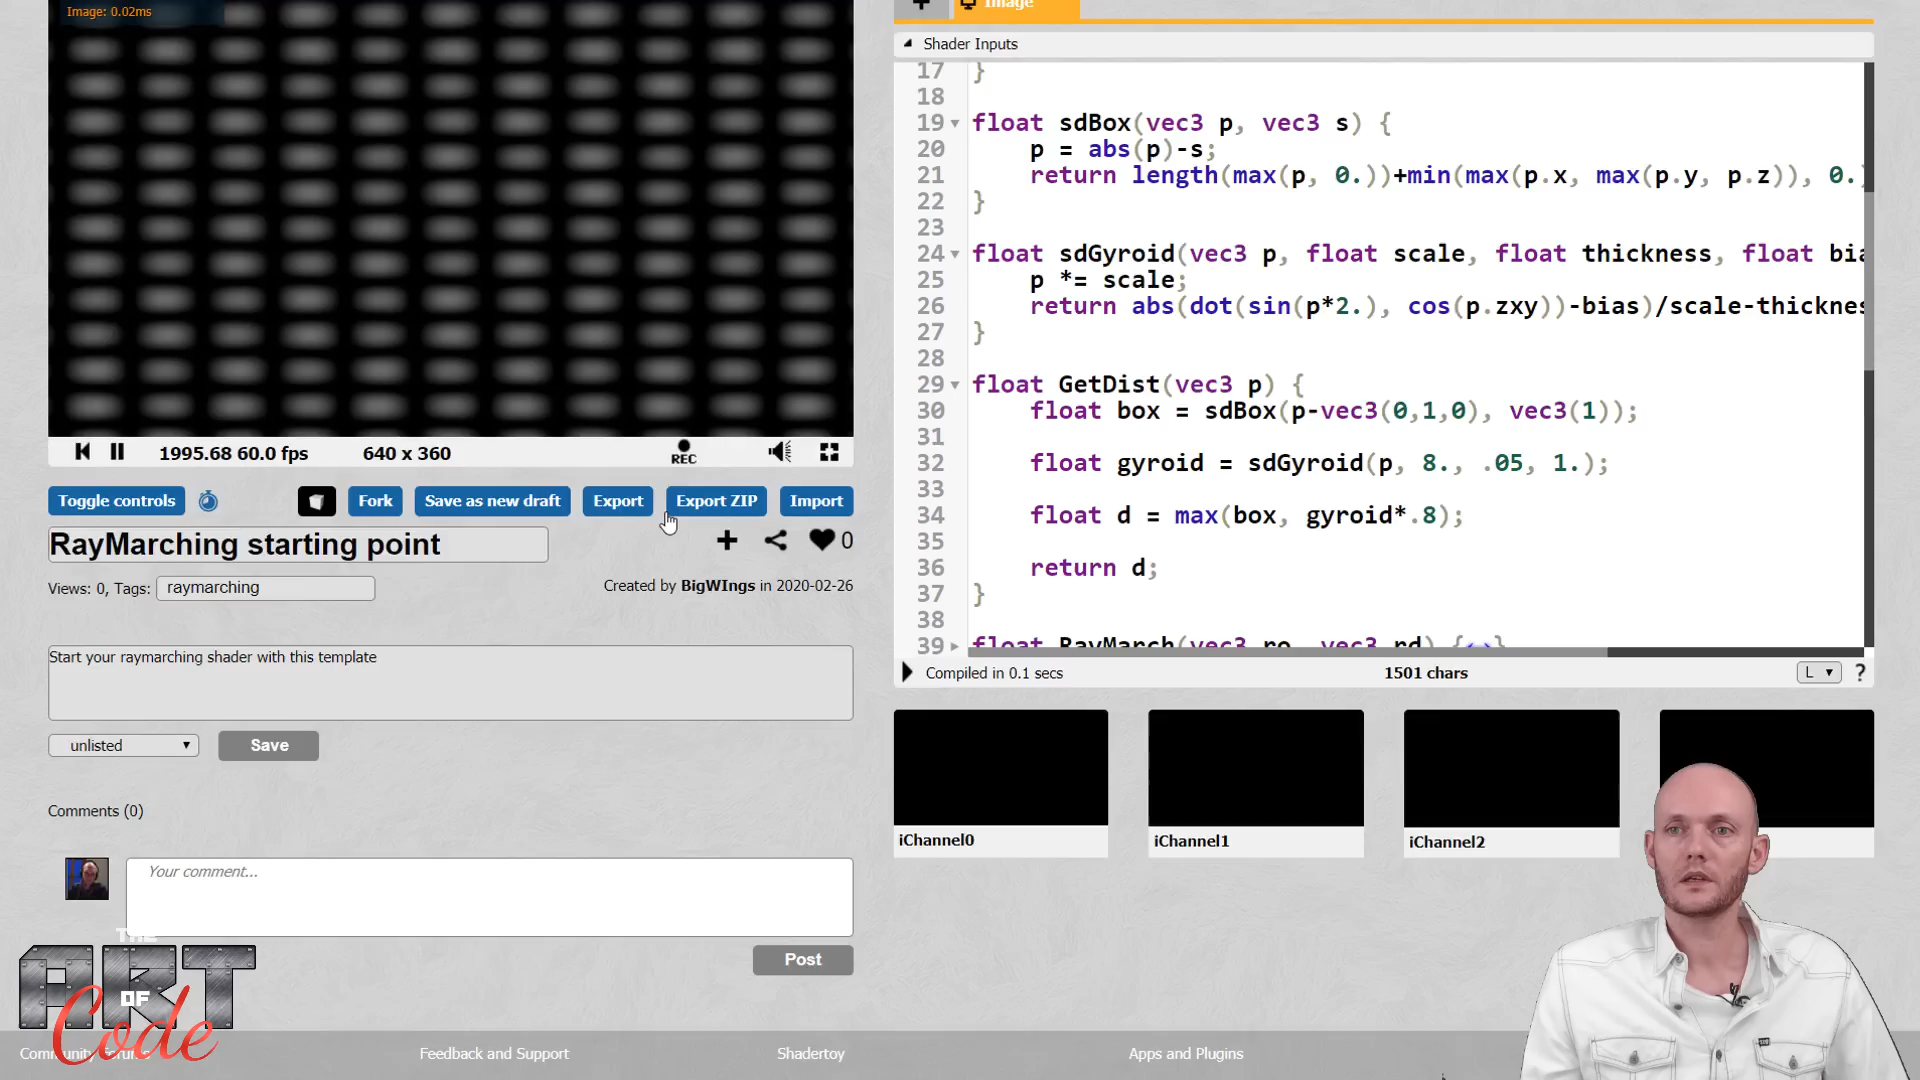 Image: 0.02ms
Image
Shader Inputs
17 }
18
19 float sdBox(vec3 p, vec3 s) {
20 p = abs(p)-s;
21 return length(max(p, 0.))+min(max(p.x, max(p.y, p.z)), 0.)
22 }
23
24 float sdGyroid(vec3 p, float scale, float thickness, float bia
25 p *= scale;
26 return abs(dot(sin(p*2.), cos(p.zxy))-bias)/scale-thicknes
27 }
28
29 float GetDist(vec3 p) {
30 float box = sdBox(p-vec3(0,1,0), vec3(1));
31
32 float gyroid = sdGyroid(p, 8., .05, 1.);
33
34 float d = max(box, gyroid*.8);
35
36 return d;
37 }
38
39 float RayMarch(vec3 ro, vec3 rd) {↔}
Compiled in 0.1 secs
1501 chars
L
?
1995.68 60.0 fps
640 x 360
REC
Toggle controls
Fork
Save as new draft
Export
Export ZIP
Import
RayMarching starting point
0
Views: 0, Tags:
raymarching
Created by BigWIngs in 2020-02-26
Start your raymarching shader with this template
unlisted
Save
iChannel0
iChannel1
iChannel2
Comments (0)
Your comment...
Post
THE
ART
OF
Code
Feedback and Support
Shadertoy
Apps and Plugins